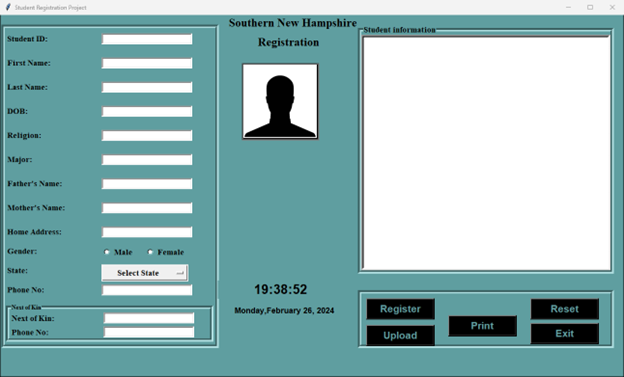 Student Registration Project
Southern New Hampshire
Registration
Student ID:
First Name:
Last Name:
DOB:
Religion:
Major:
Father's Name:
Mother's Name:
Home Address:
Gender: Male Female
State: Select State
Phone No:
Next of Kin
Next of Kin:
Phone No:
19:38:52
Monday,February 26, 2024
Student information
Register
Upload
Print
Reset
Exit